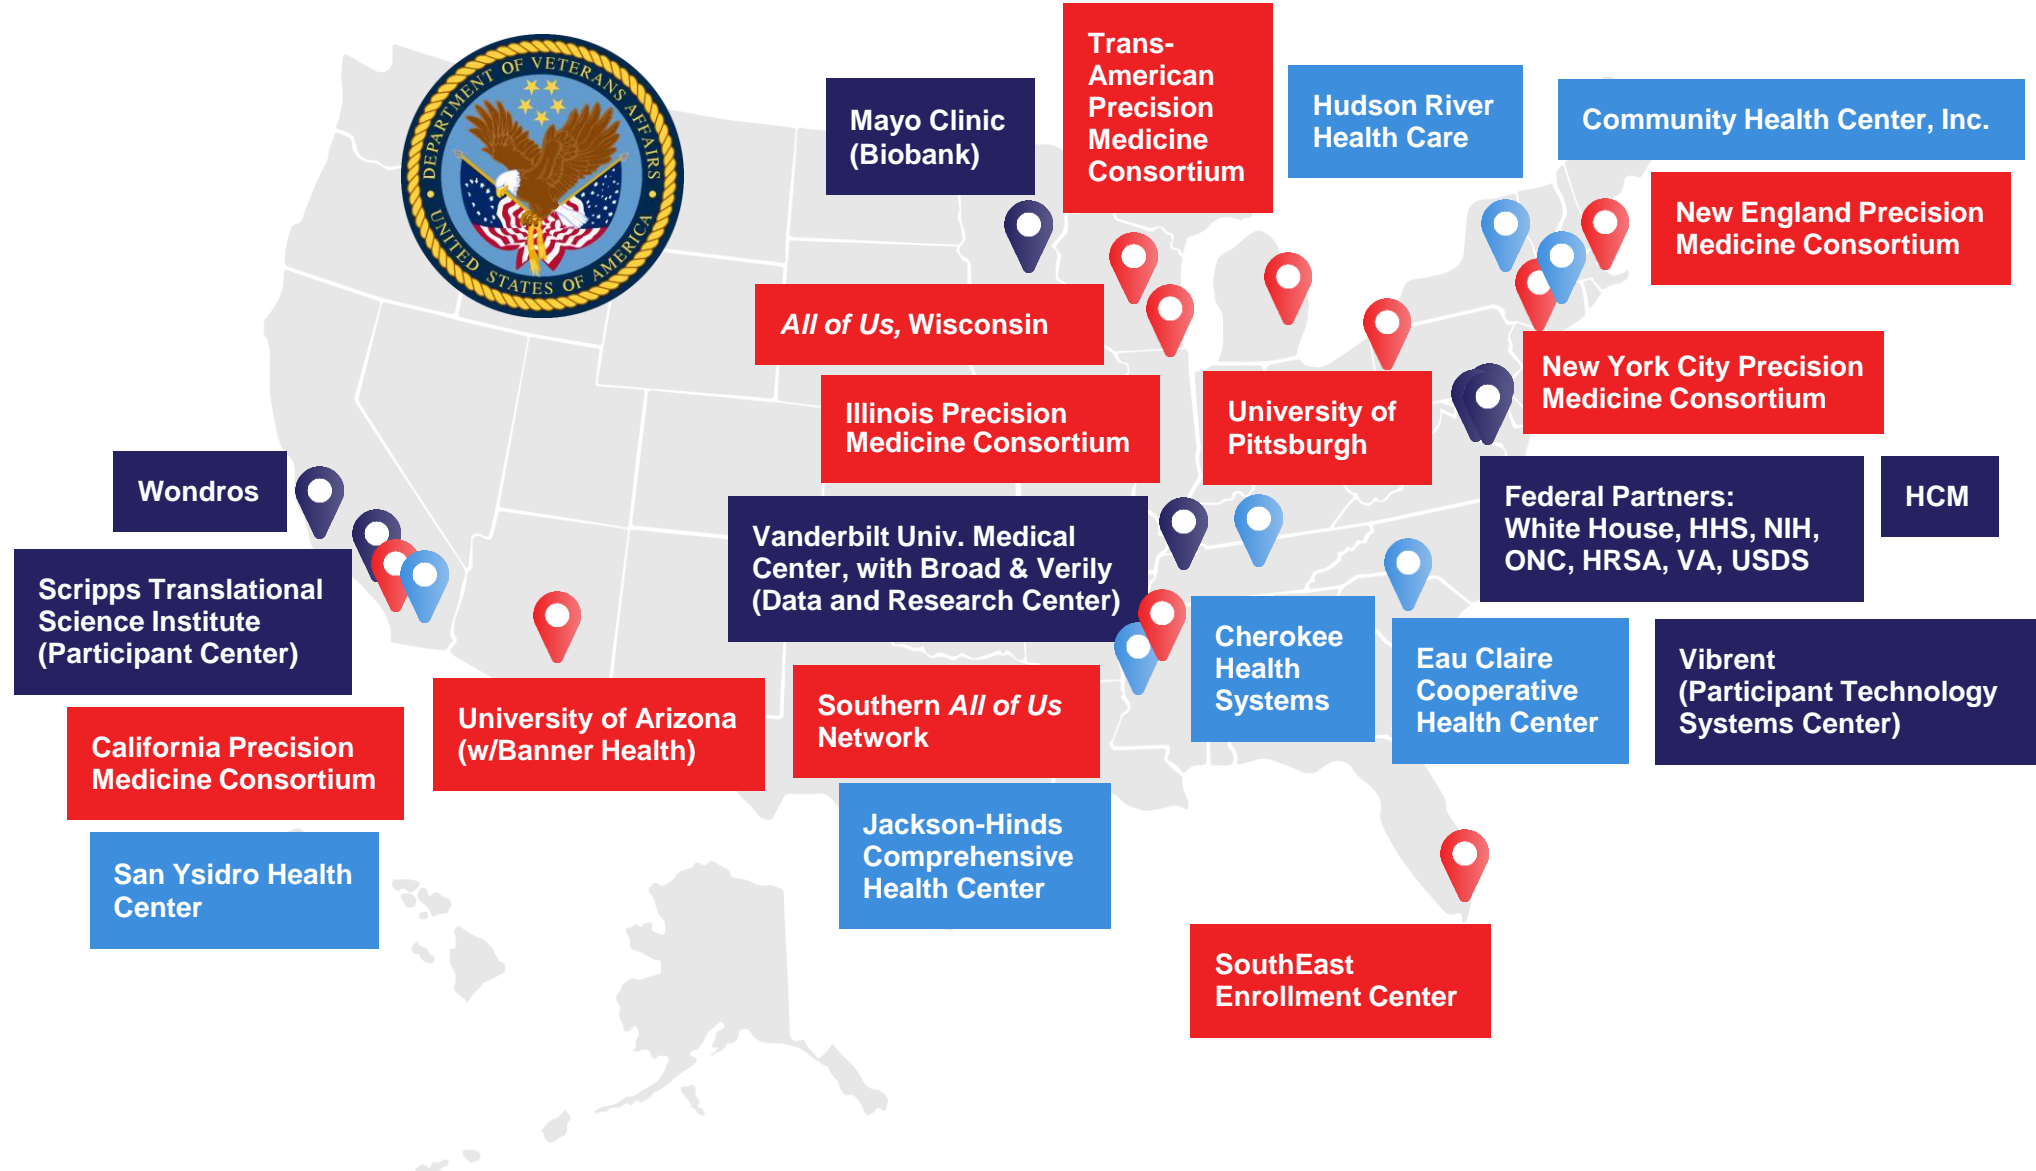 DEPARTMENT OF VETERANS AFFAIRS
UNITED STATES OF AMERICA
Mayo Clinic
(Biobank)
Trans-
American
Precision
Medicine
Consortium
Hudson River
Health Care
Community Health Center, Inc.
New England Precision
Medicine Consortium
All of Us, Wisconsin
New York City Precision
Medicine Consortium
Illinois Precision
Medicine Consortium
University of
Pittsburgh
Wondros
Federal Partners:
White House, HHS, NIH,
ONC, HRSA, VA, USDS
HCM
Vanderbilt Univ. Medical
Center, with Broad & Verily
(Data and Research Center)
Scripps Translational
Science Institute
(Participant Center)
Cherokee
Health
Systems
Eau Claire
Cooperative
Health Center
Vibrent
(Participant Technology
Systems Center)
California Precision
Medicine Consortium
University of Arizona
(w/Banner Health)
Southern All of Us
Network
San Ysidro Health
Center
Jackson-Hinds
Comprehensive
Health Center
SouthEast
Enrollment Center